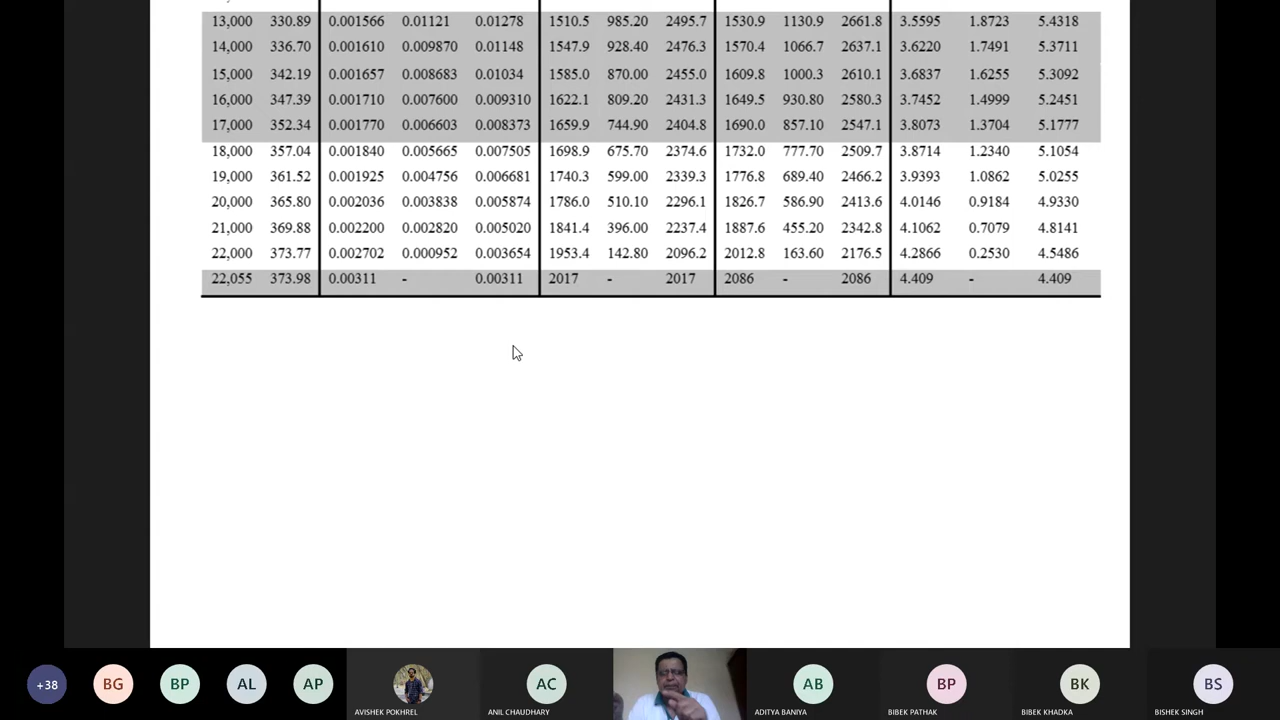 13,000 330.89 0.001566 0.01121 0.01278 1510.5 985.20 2495.7 1530.9 1130.9 2661.8 3.5595 1.8723 5.4318
14,000 336.70 0.001610 0.009870 0.01148 1547.9 928.40 2476.3 1570.4 1066.7 2637.1 3.6220 1.7491 5.3711
15,000 342.19 0.001657 0.008683 0.01034 1585.0 870.00 2455.0 1609.8 1000.3 2610.1 3.6837 1.6255 5.3092
16,000 347.39 0.001710 0.007600 0.009310 1622.1 809.20 2431.3 1649.5 930.80 2580.3 3.7452 1.4999 5.2451
17,000 352.34 0.001770 0.006603 0.008373 1659.9 744.90 2404.8 1690.0 857.10 2547.1 3.8073 1.3704 5.1777
18,000 357.04 0.001840 0.005665 0.007505 1698.9 675.70 2374.6 1732.0 777.70 2509.7 3.8714 1.2340 5.1054
19,000 361.52 0.001925 0.004756 0.006681 1740.3 599.00 2339.3 1776.8 689.40 2466.2 3.9393 1.0862 5.0255
20,000 365.80 0.002036 0.003838 0.005874 1786.0 510.10 2296.1 1826.7 586.90 2413.6 4.0146 0.9184 4.9330
21,000 369.88 0.002200 0.002820 0.005020 1841.4 396.00 2237.4 1887.6 455.20 2342.8 4.1062 0.7079 4.8141
22,000 373.77 0.002702 0.000952 0.003654 1953.4 142.80 2096.2 2012.8 163.60 2176.5 4.2866 0.2530 4.5486
22,055 373.98 0.00311 - 0.00311 2017 - 2017 2086 - 2086 4.409 - 4.409
+38 BG BP AL AP AC AB BP BK BS
AVISHEK POKHREL ANIL CHAUDHARY ADITYA BANIYA BIBEK PATHAK BIBEK KHADKA BISHEK SINGH